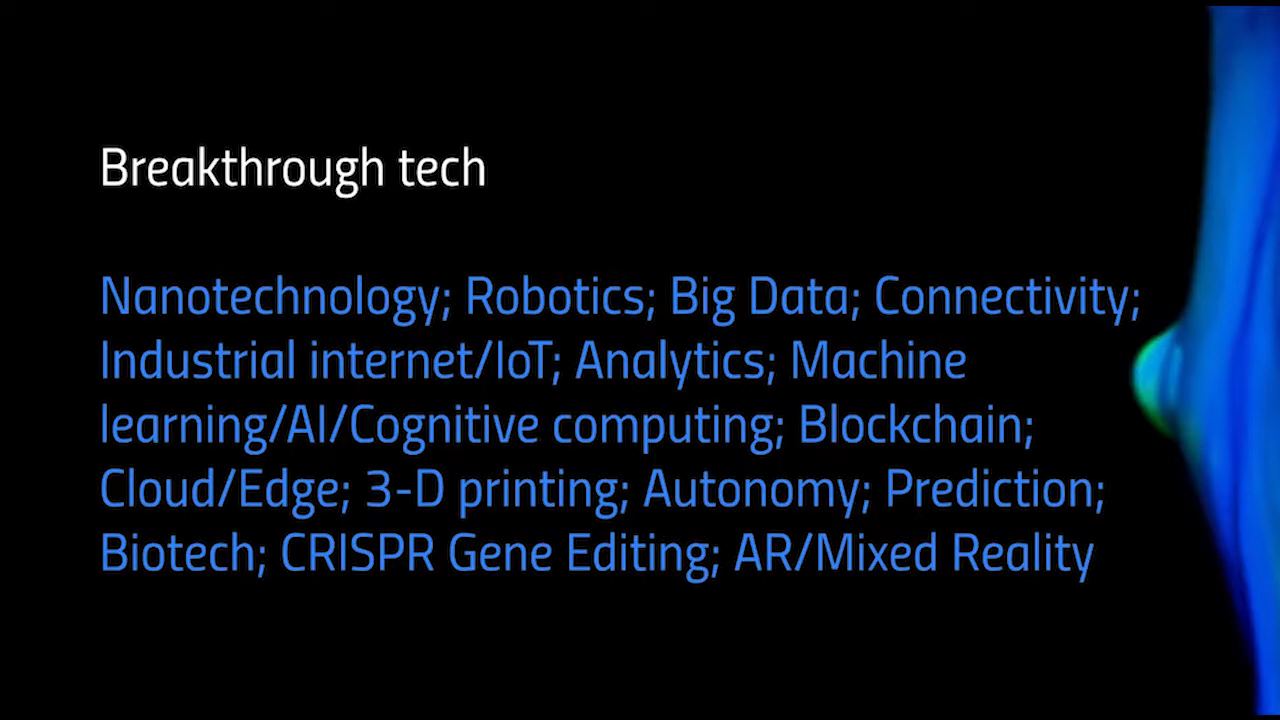 Breakthrough tech
Nanotechnology; Robotics; Big Data; Connectivity;
Industrial internet/IoT; Analytics; Machine
learning/AI/Cognitive computing; Blockchain;
Cloud/Edge; 3-D printing; Autonomy; Prediction;
Biotech; CRISPR Gene Editing; AR/Mixed Reality